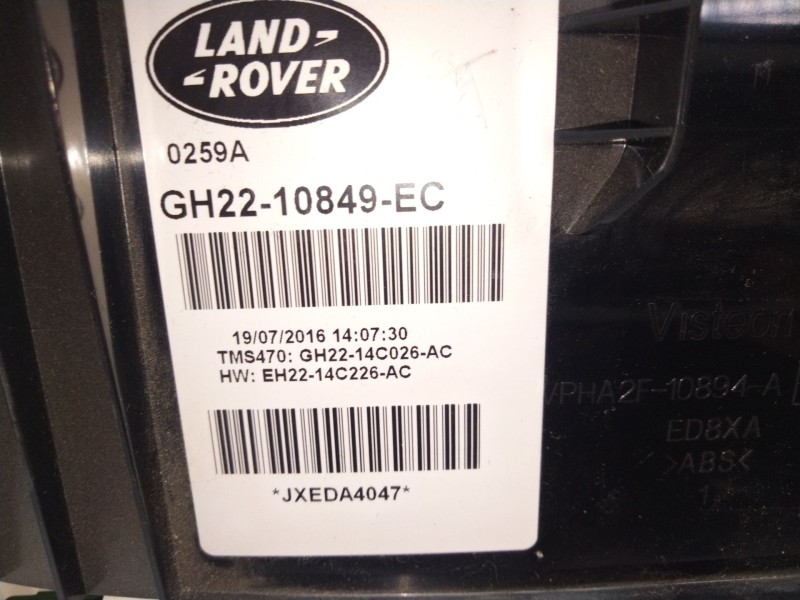 LAND
ROVER
0259A
GH22-10849-EC
19/07/2016 14:07:30
TMS470: GH22-14C026-AC
HW: EH22-14C226-AC
*JXEDA4047*
Visteon
VPHA2F-10894-A
ED8XA
>ABS<